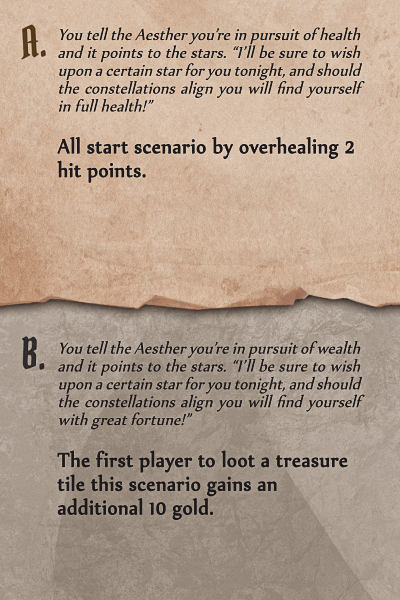 A. You tell the Aesther you're in pursuit of health
and it points to the stars. “I'll be sure to wish
upon a certain star for you tonight, and should
the constellations align you will find yourself
in full health!”
All start scenario by overhealing 2
hit points.
B. You tell the Aesther you're in pursuit of wealth
and it points to the stars. “I'll be sure to wish
upon a certain star for you tonight, and should
the constellations align you will find yourself
with great fortune!”
The first player to loot a treasure
tile this scenario gains an
additional 10 gold.